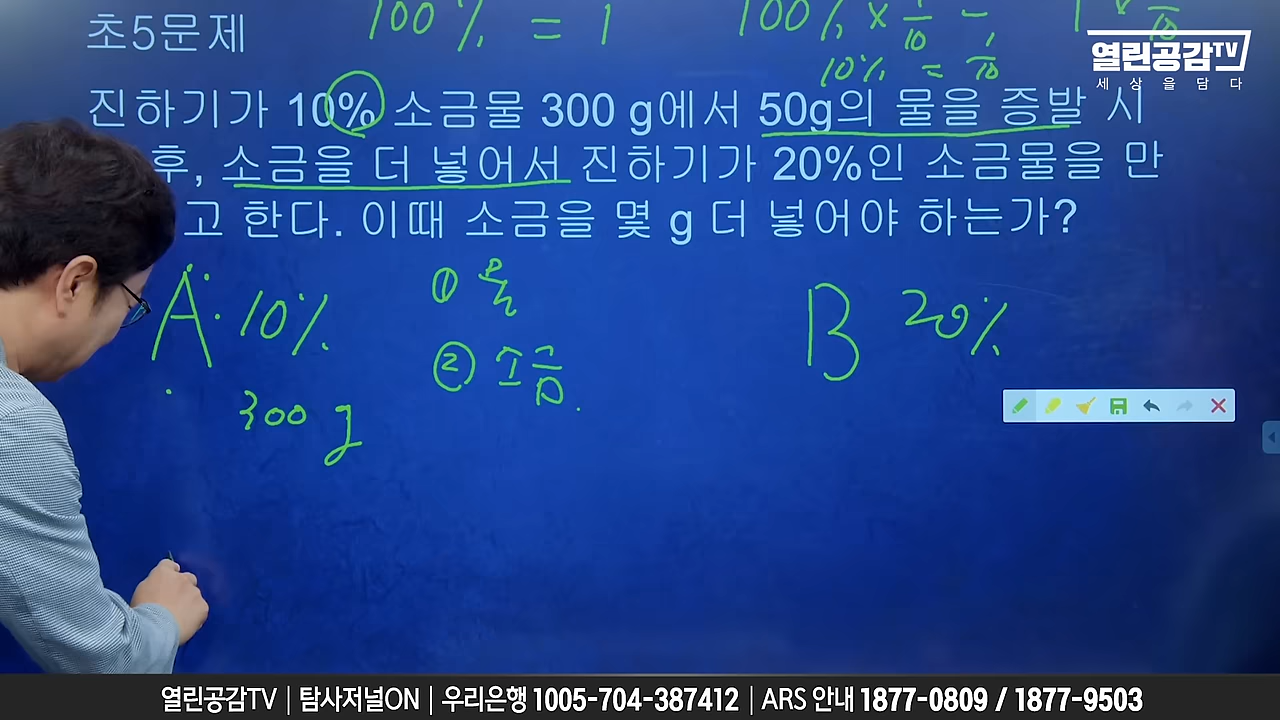 초5문제
100% = 1
100% × 1/10 = 1 × 1/10
10% = 1/10
열린공감TV
세상을담다
진하기가 10% 소금물 300 g에서 50g의 물을 증발 시
후, 소금을 더 넣어서 진하기가 20%인 소금물을 만
고 한다. 이때 소금을 몇 g 더 넣어야 하는가?
A. 10%
300 g
① 물
② 소금.
B 20%
열린공감TV | 탐사저널ON | 우리은행 1005-704-387412 | ARS 안내 1877-0809 / 1877-9503